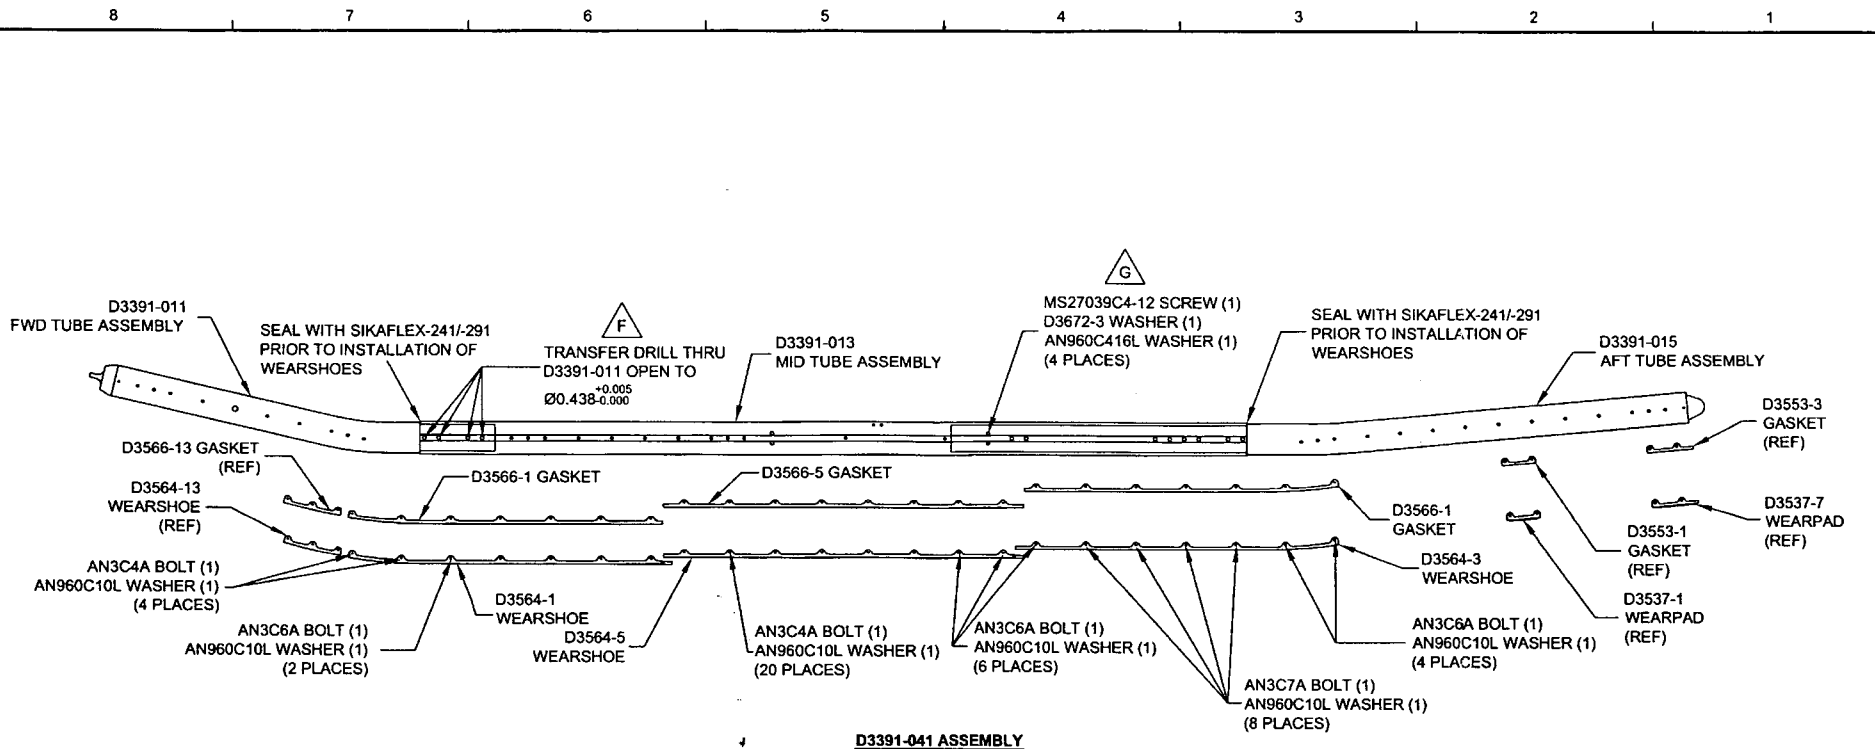 8 7 6 5 4 3 2 1
D3391-011
FWD TUBE ASSEMBLY
SEAL WITH SIKAFLEX-241/-291
PRIOR TO INSTALLATION OF
WEARSHOES
F
TRANSFER DRILL THRU
D3391-011 OPEN TO
Ø0.438 +0.005 -0.000
D3391-013
MID TUBE ASSEMBLY
G
MS27039C4-12 SCREW (1)
D3672-3 WASHER (1)
AN960C416L WASHER (1)
(4 PLACES)
SEAL WITH SIKAFLEX-241/-291
PRIOR TO INSTALLATION OF
WEARSHOES
D3391-015
AFT TUBE ASSEMBLY
D3553-3
GASKET
(REF)
D3566-13 GASKET
(REF)
D3566-1 GASKET
D3566-5 GASKET
D3564-13
WEARSHOE
(REF)
D3566-1
GASKET
D3553-1
GASKET
(REF)
D3537-7
WEARPAD
(REF)
AN3C4A BOLT (1)
AN960C10L WASHER (1)
(4 PLACES)
D3564-1
WEARSHOE
D3564-3
WEARSHOE
D3537-1
WEARPAD
(REF)
AN3C6A BOLT (1)
AN960C10L WASHER (1)
(2 PLACES)
D3564-5
WEARSHOE
AN3C4A BOLT (1)
AN960C10L WASHER (1)
(20 PLACES)
AN3C6A BOLT (1)
AN960C10L WASHER (1)
(6 PLACES)
AN3C7A BOLT (1)
AN960C10L WASHER (1)
(8 PLACES)
AN3C6A BOLT (1)
AN960C10L WASHER (1)
(4 PLACES)
D3391-041 ASSEMBLY